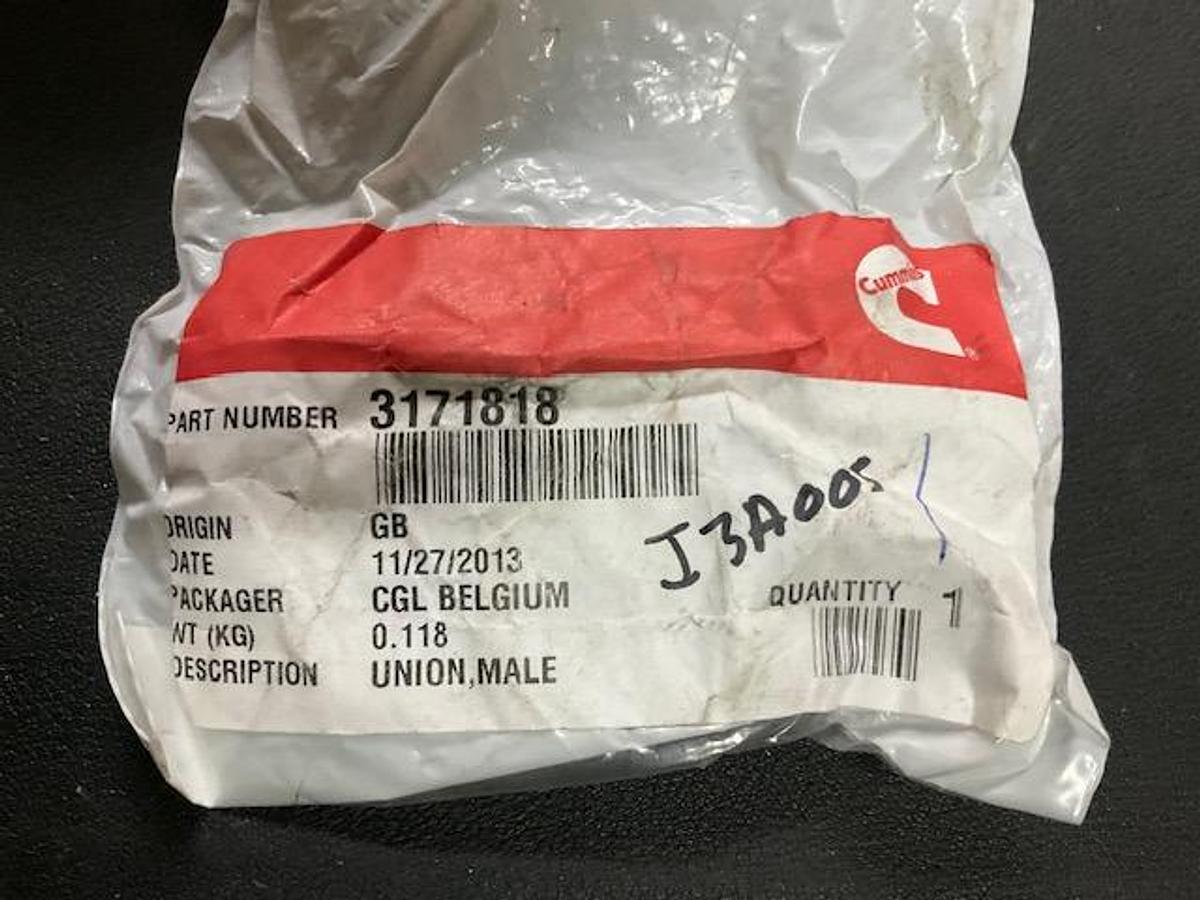 Cummins
®
PART NUMBER 3171818
ORIGIN GB
DATE 11/27/2013
PACKAGER CGL BELGIUM
WT (KG) 0.118
DESCRIPTION UNION,MALE
I3A005
QUANTITY 1